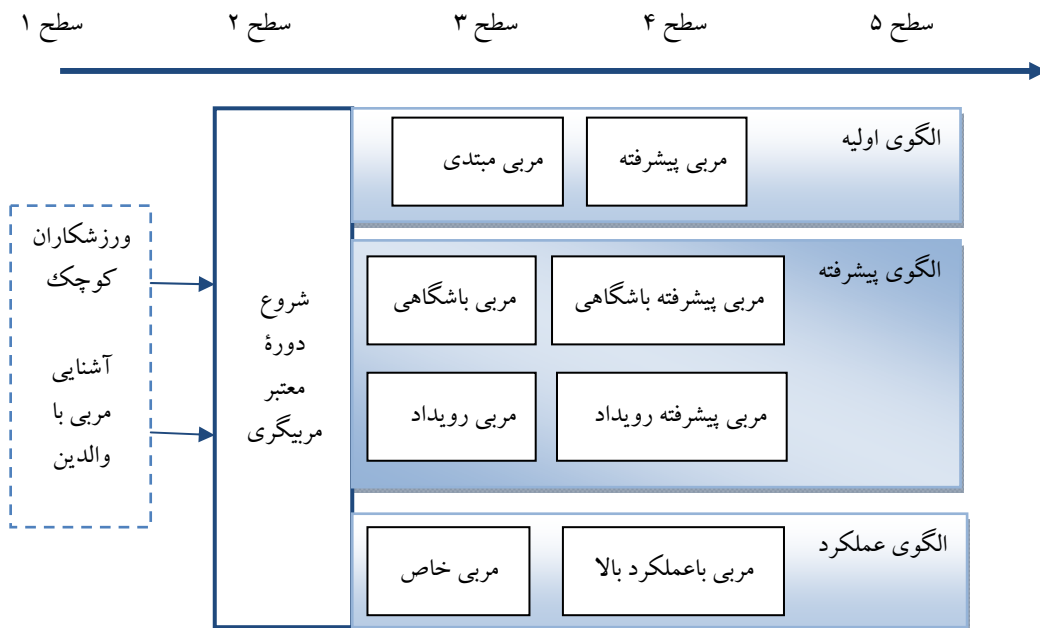 سطح ۱
سطح ۲
سطح ۳
سطح ۴
سطح ۵
ورزشکاران
کوچک
آشنایی
مربی با
والدین
شروع
دورۀ
معتبر
مربیگری
الگوی اولیه
مربی مبتدی
مربی پیشرفته
الگوی پیشرفته
مربی باشگاهی
مربی پیشرفته باشگاهی
مربی رویداد
مربی پیشرفته رویداد
الگوی عملکرد
مربی خاص
مربی باعملکرد بالا